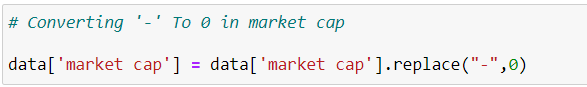 # Converting '-' To 0 in market cap
data['market cap'] = data['market cap'].replace("-",0)